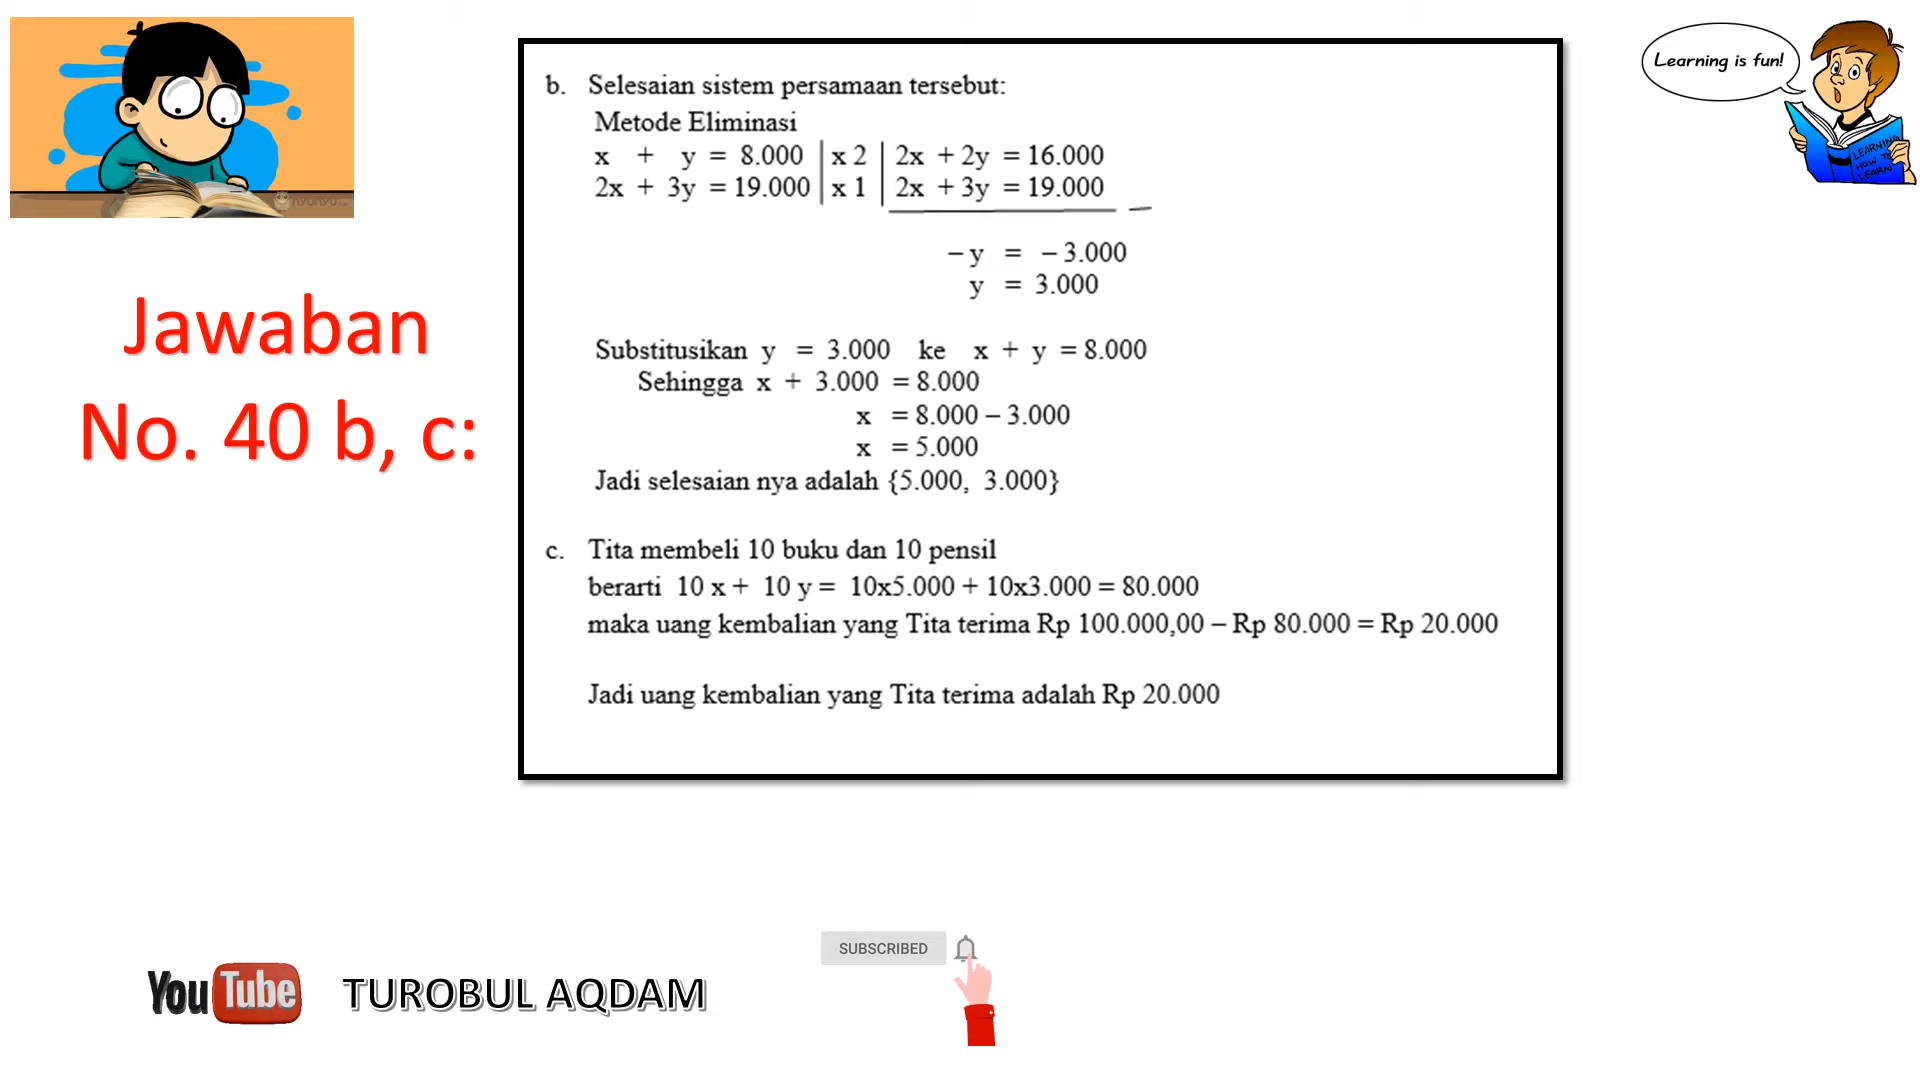 Learning is fun!
LEARNING
HOW TO
LEARN
Jawaban
No. 40 b, c:
b. Selesaian sistem persamaan tersebut:
Metode Eliminasi
x + y = 8.000 | x 2 | 2x + 2y = 16.000
2x + 3y = 19.000 | x 1 | 2x + 3y = 19.000
−
− y = − 3.000
y = 3.000
Substitusikan y = 3.000 ke x + y = 8.000
Sehingga x + 3.000 = 8.000
x = 8.000 – 3.000
x = 5.000
Jadi selesaian nya adalah {5.000, 3.000}
c. Tita membeli 10 buku dan 10 pensil
berarti 10 x + 10 y = 10x5.000 + 10x3.000 = 80.000
maka uang kembalian yang Tita terima Rp 100.000,00 – Rp 80.000 = Rp 20.000
Jadi uang kembalian yang Tita terima adalah Rp 20.000
SUBSCRIBED
YouTube TUROBUL AQDAM